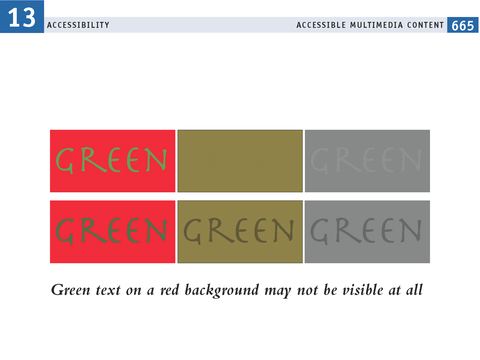 13
ACCESSIBILITY
ACCESSIBLE MULTIMEDIA CONTENT 665
GREEN GREEN
GREEN GREEN GREEN
Green text on a red background may not be visible at all